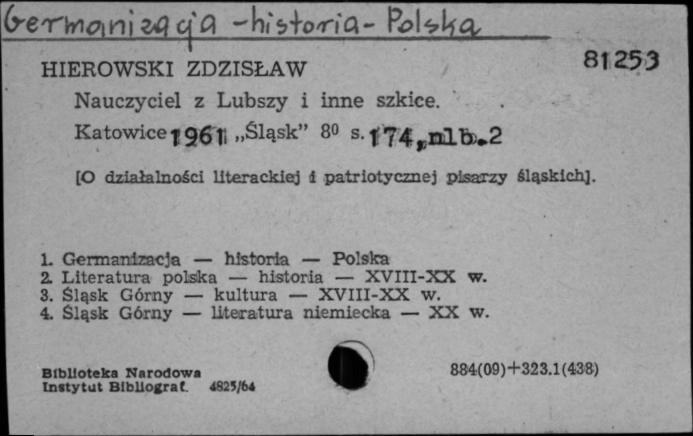 Germanizacja - historia - Polska
81253
HIEROWSKI ZDZISŁAW
Nauczyciel z Lubszy i inne szkice.
Katowice 1961 „Śląsk” 8⁰ s. 174, nlb. 2
[O działalności literackiej i patriotycznej pisarzy śląskich].
1. Germanizacja — historia — Polska
2. Literatura polska — historia — XVIII-XX w.
3. Śląsk Górny — kultura — XVIII-XX w.
4. Śląsk Górny — literatura niemiecka — XX w.
Biblioteka Narodowa
Instytut Bibliograf. 4825/64
884(09)+323.1(438)